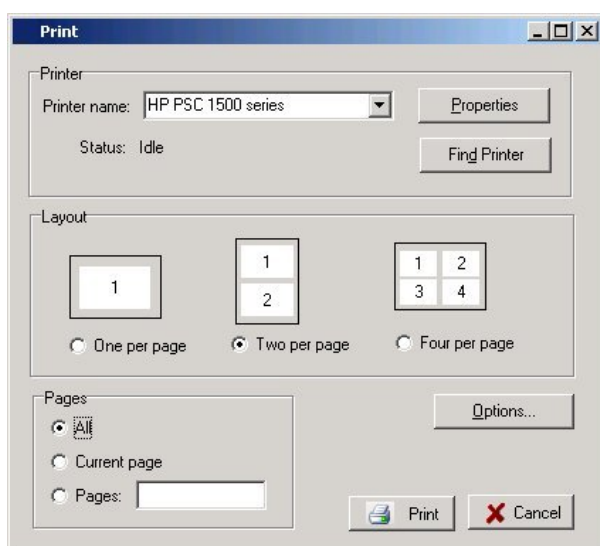 Print
Printer
Printer name: HP PSC 1500 series Properties
Status: Idle Find Printer
Layout
1 1 2 1 2 3 4
One per page Two per page Four per page
Pages
All Options...
Current page
Pages:
Print Cancel